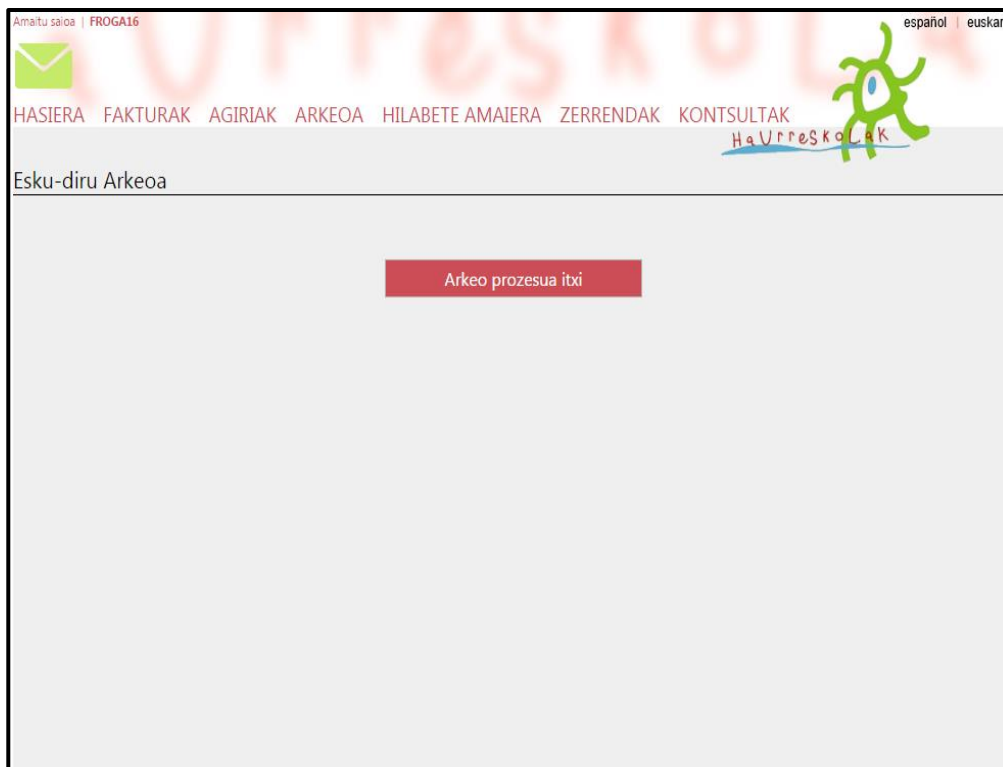 Amaitu saioa | FROGA16
español | euskar
HASIERA FAKTURAK AGIRIAK ARKEOA HILABETE AMAIERA ZERRENDAK KONTSULTAK
HaUrresKoLaK
Esku-diru Arkeoa
Arkeo prozesua itxi